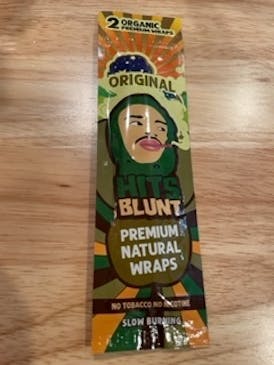 2 ORGANIC
PREMIUM WRAPS
ORIGINAL
HITS
BLUNT
PREMIUM
NATURAL
WRAPS
NO TOBACCO NO NICOTINE
SLOW BURNING